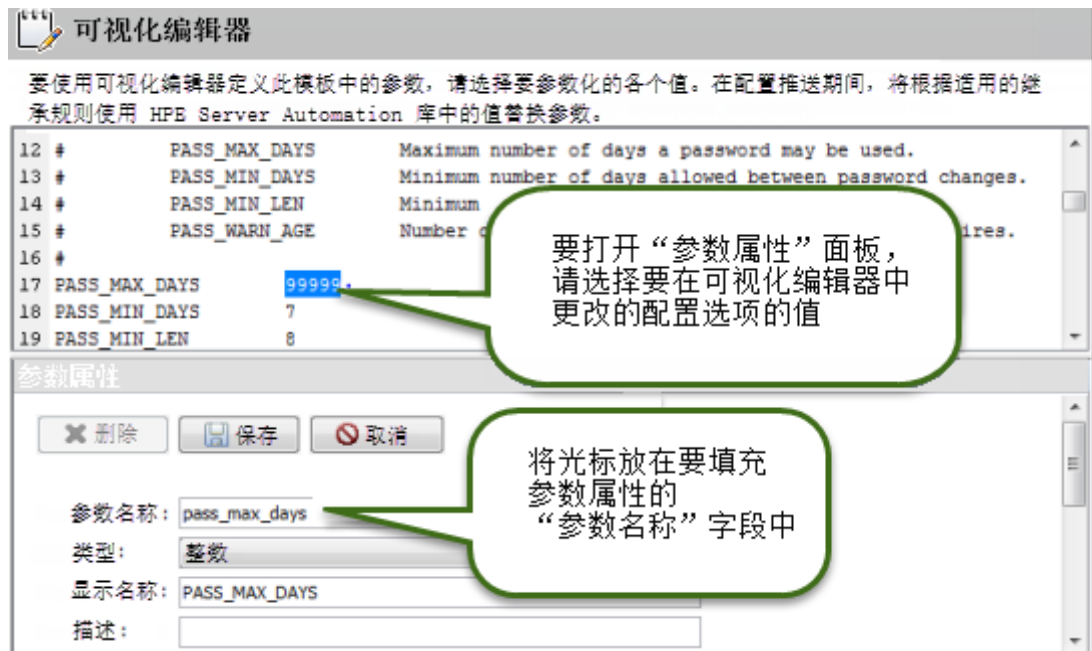 可视化编辑器
要使用可视化编辑器定义此模板中的参数，请选择要参数化的各个值。在配置推送期间，将根据适用的继
承规则使用 HPE Server Automation 库中的值替换参数。
12 # PASS_MAX_DAYS Maximum number of days a password may be used.
13 # PASS_MIN_DAYS Minimum number of days allowed between password changes.
14 # PASS_MIN_LEN Minimum
15 # PASS_WARN_AGE Number
16 #
17 PASS_MAX_DAYS 99999
18 PASS_MIN_DAYS 7
19 PASS_MIN_LEN 8
要打开“参数属性”面板，
请选择要在可视化编辑器中
更改的配置选项的值
参数属性
删除 保存 取消
将光标放在要填充
参数属性的
“参数名称”字段中
参数名称： pass_max_days
类型： 整数
显示名称： PASS_MAX_DAYS
描述：